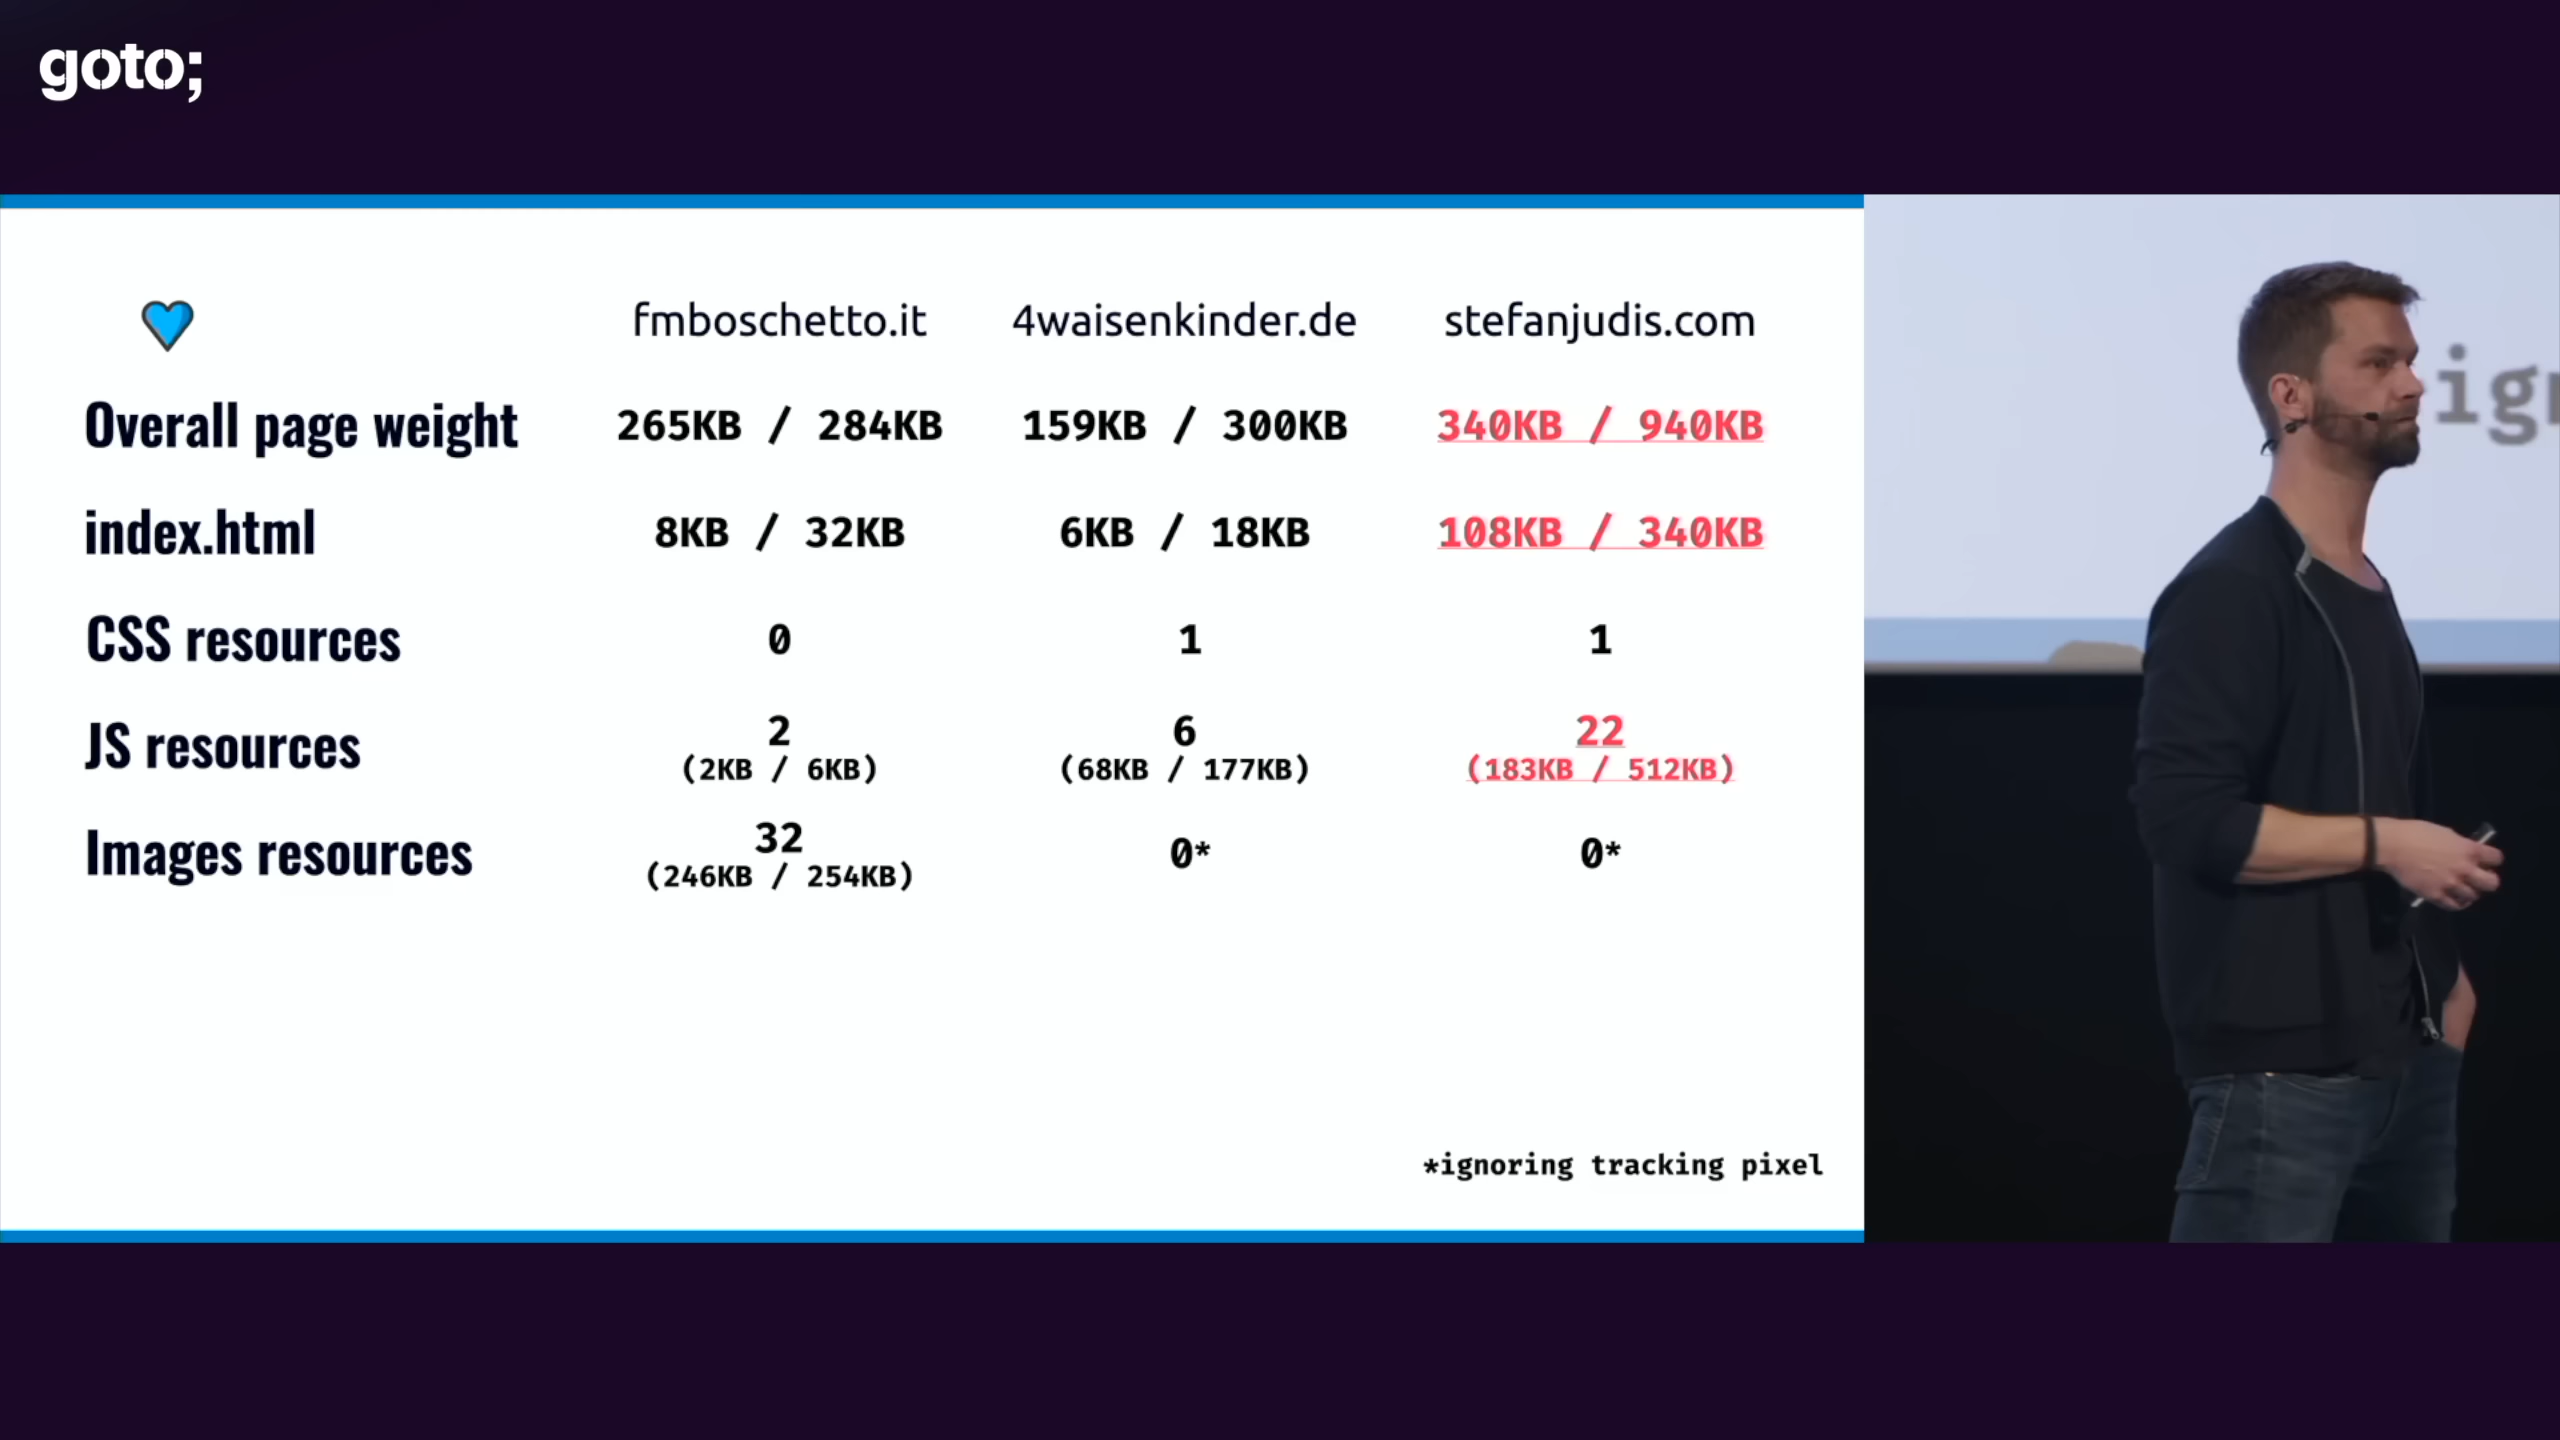 goto;
fmboschetto.it 4waisenkinder.de stefanjudis.com
Overall page weight 265KB / 284KB 159KB / 300KB 340KB / 940KB
index.html 8KB / 32KB 6KB / 18KB 108KB / 340KB
CSS resources 0 1 1
JS resources 2 6 22
(2KB / 6KB) (68KB / 177KB) (183KB / 512KB)
Images resources 32 0* 0*
(246KB / 254KB)
*ignoring tracking pixel
ign